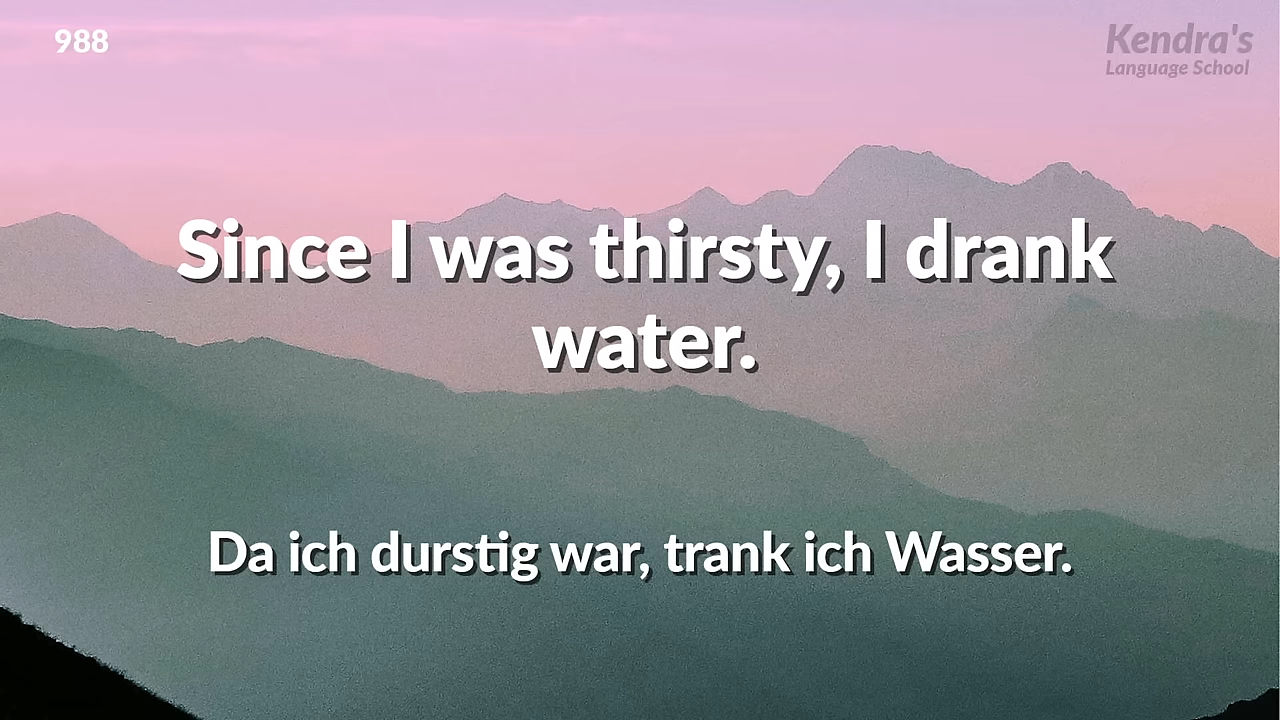 988
Kendra's
Language School
Since I was thirsty, I drank
water.
Da ich durstig war, trank ich Wasser.